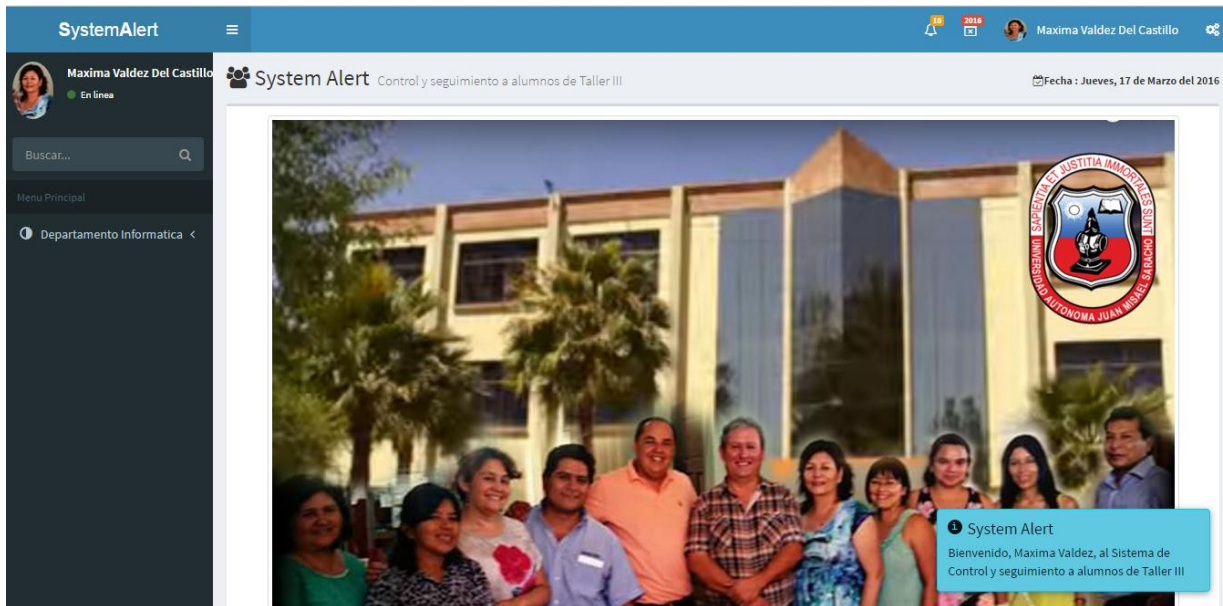 SystemAlert
10
2016
Maxima Valdez Del Castillo
Maxima Valdez Del Castillo
En linea
System Alert Control y seguimiento a alumnos de Taller III
Fecha : Jueves, 17 de Marzo del 2016
Buscar...
Menu Principal
Departamento Informatica
SAPIENTIA ET JUSTITIA IMMORTALES SUNT
UNIVERSIDAD AUTONOMA JUAN MISAEL SARACHO
System Alert
Bienvenido, Maxima Valdez, al Sistema de
Control y seguimiento a alumnos de Taller III